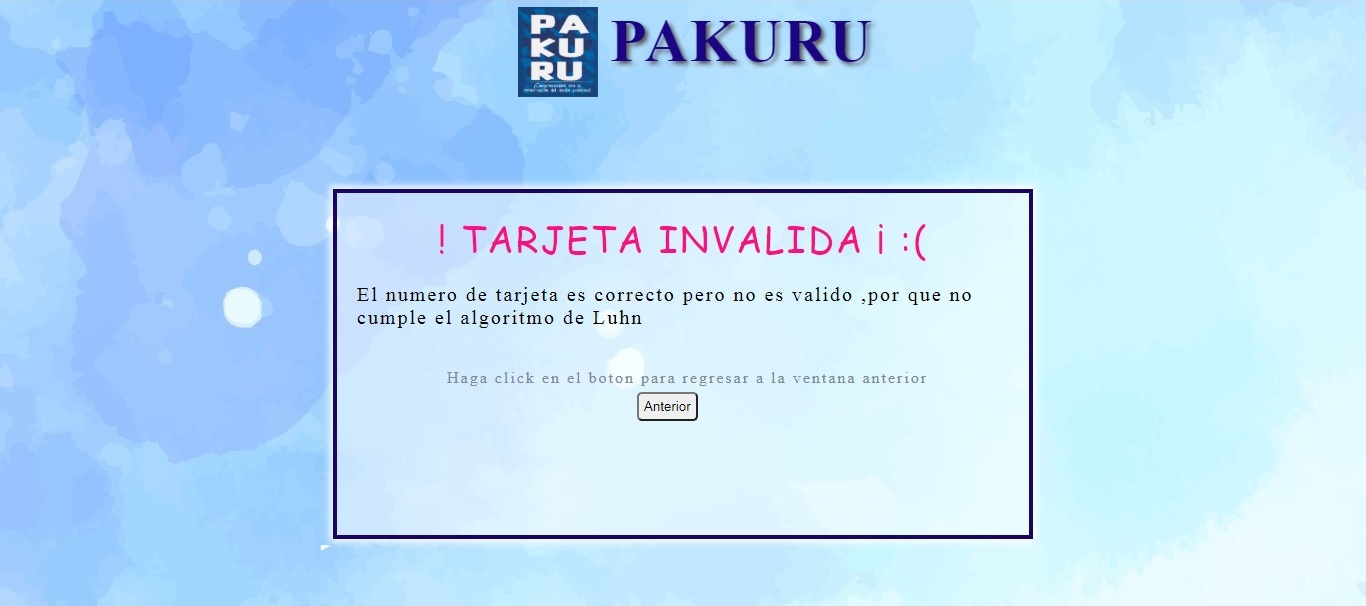 PA
KU
RU
PAKURU
! TARJETA INVALIDA ¡ :(
El numero de tarjeta es correcto pero no es valido ,por que no
cumple el algoritmo de Luhn
Haga click en el boton para regresar a la ventana anterior
Anterior